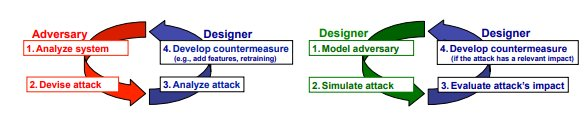 Adversary
1. Analyze system
2. Devise attack
Designer
4. Develop countermeasure
(e.g., add features, retraining)
3. Analyze attack
Designer
1. Model adversary
2. Simulate attack
Designer
4. Develop countermeasure
(if the attack has a relevant impact)
3. Evaluate attack's impact